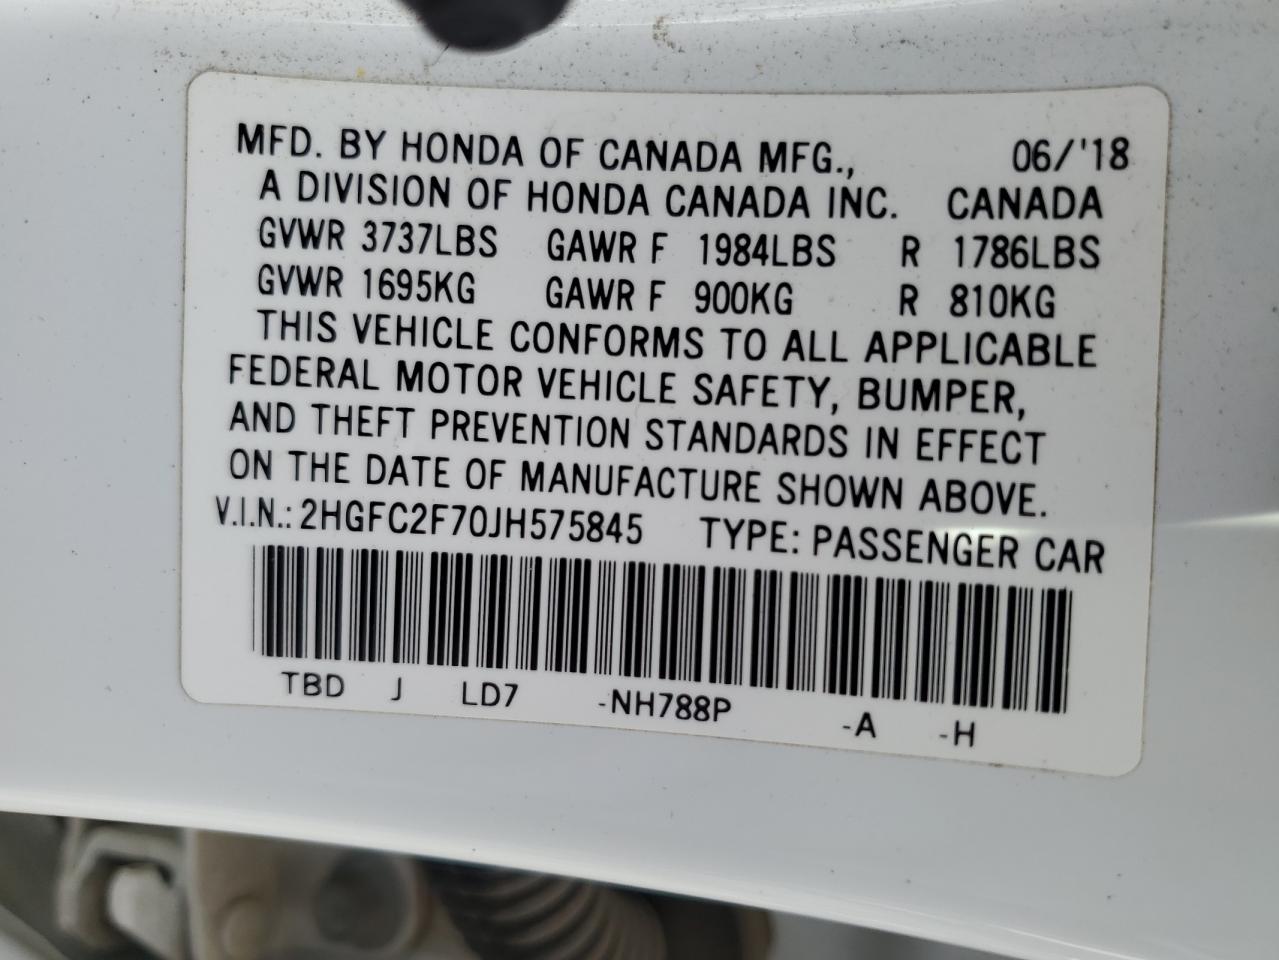 MFD. BY HONDA OF CANADA MFG., 06/'18
A DIVISION OF HONDA CANADA INC. CANADA
GVWR 3737LBS GAWR F 1984LBS R 1786LBS
GVWR 1695KG GAWR F 900KG R 810KG
THIS VEHICLE CONFORMS TO ALL APPLICABLE
FEDERAL MOTOR VEHICLE SAFETY, BUMPER,
AND THEFT PREVENTION STANDARDS IN EFFECT
ON THE DATE OF MANUFACTURE SHOWN ABOVE.
V.I.N.: 2HGFC2F70JH575845 TYPE: PASSENGER CAR
TBD J LD7 -NH788P -A -H